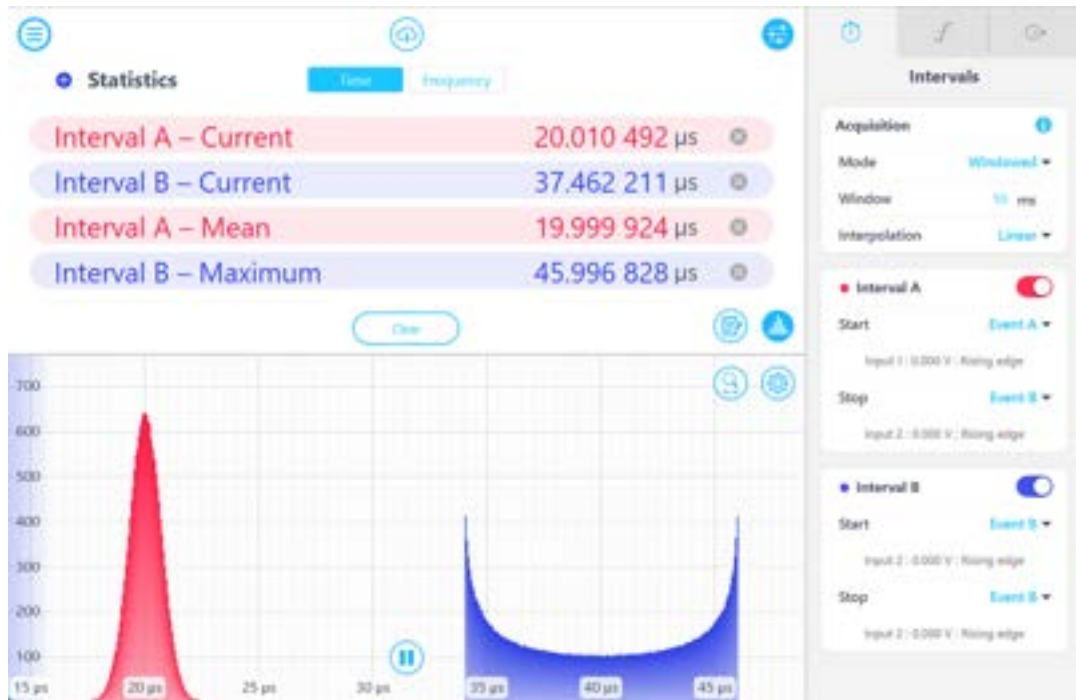 Statistics
Time Frequency
Interval A – Current 20.010 492 µs
Interval B – Current 37.462 211 µs
Interval A – Mean 19.999 924 µs
Interval B – Maximum 45.996 828 µs
Clear
700
600
500
400
300
200
100
15 µs 20 µs 25 µs 30 µs 35 µs 40 µs 45 µs
Intervals
Acquisition
Mode Windowed
Window 10 ms
Interpolation Linear
Interval A
Start Event A
Input 1 : 0.000 V : Rising edge
Stop Event B
Input 2 : 0.000 V : Rising edge
Interval B
Start Event B
Input 2 : 0.000 V : Rising edge
Stop Event B
Input 2 : 0.000 V : Rising edge